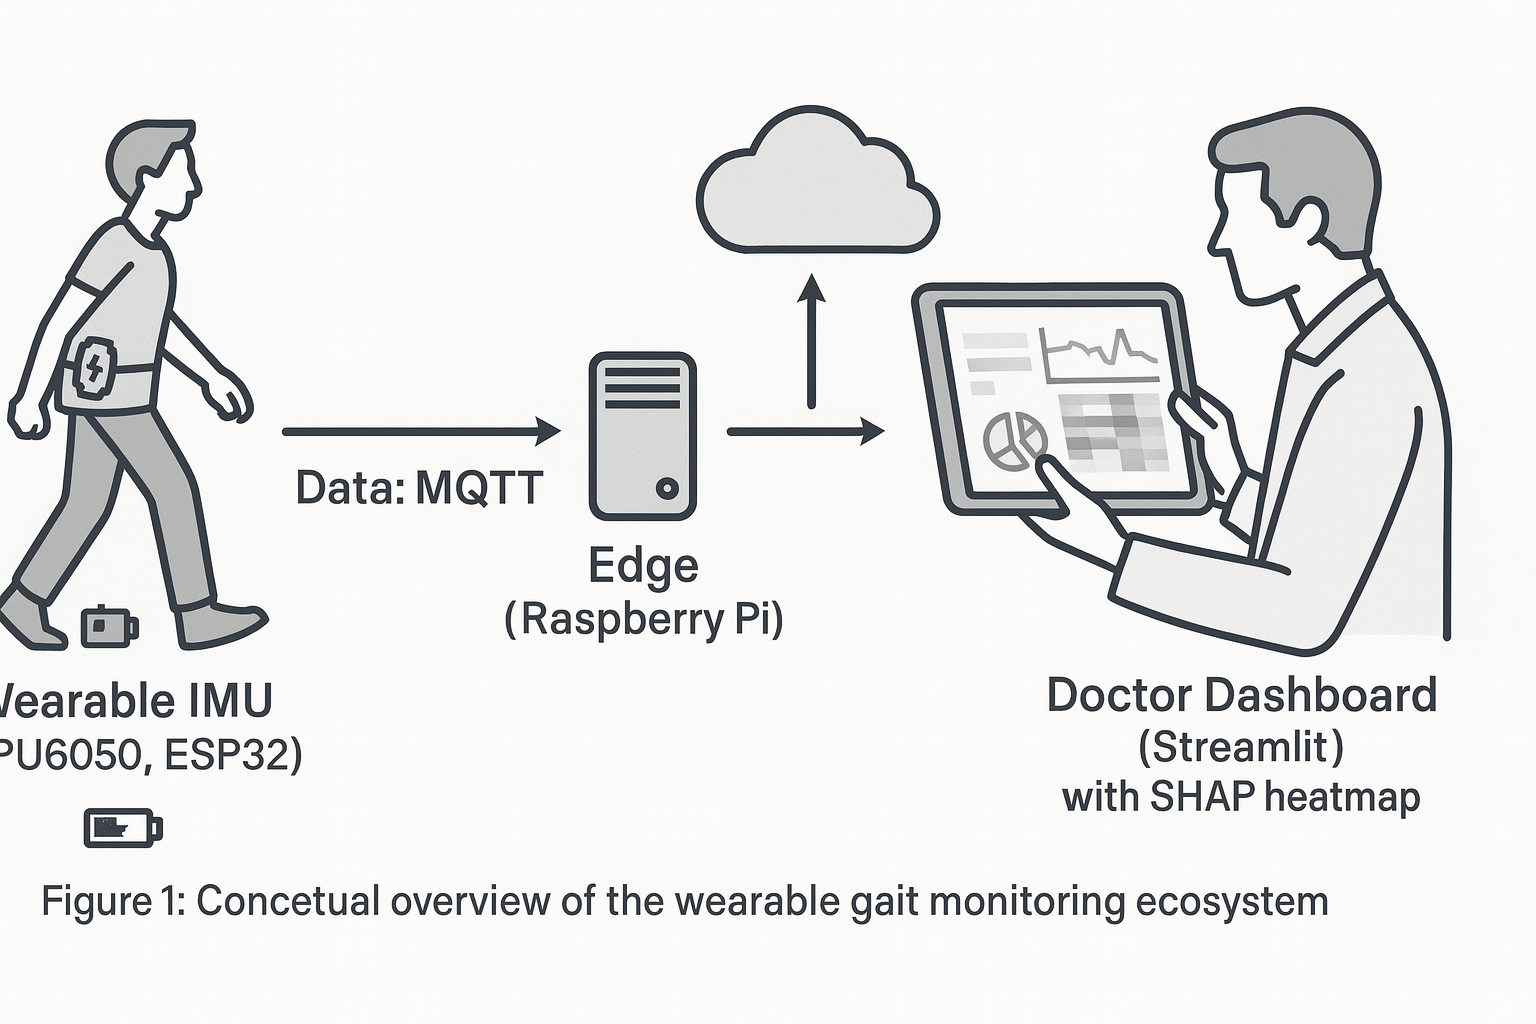 Data: MQTT
Edge
(Raspberry Pi)
Wearable IMU
PU6050, ESP32)
Doctor Dashboard
(Streamlit)
with SHAP heatmap
Figure 1: Concetual overview of the wearable gait monitoring ecosystem